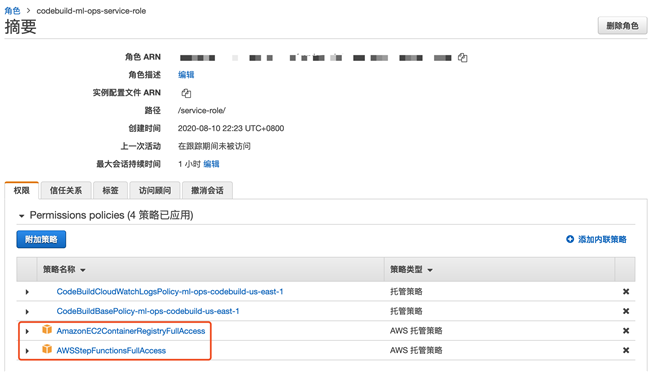 角色 > codebuild-ml-ops-service-role
摘要
删除角色
角色 ARN
角色描述 编辑
实例配置文件 ARN
路径 /service-role/
创建时间 2020-08-10 22:23 UTC+0800
上一次活动 在跟踪期间未被访问
最大会话持续时间 1 小时 编辑
权限 信任关系 标签 访问顾问 撤消会话
Permissions policies (4 策略已应用)
附加策略 添加内联策略
策略名称 策略类型
CodeBuildCloudWatchLogsPolicy-ml-ops-codebuild-us-east-1 托管策略
CodeBuildBasePolicy-ml-ops-codebuild-us-east-1 托管策略
AmazonEC2ContainerRegistryFullAccess AWS 托管策略
AWSStepFunctionsFullAccess AWS 托管策略